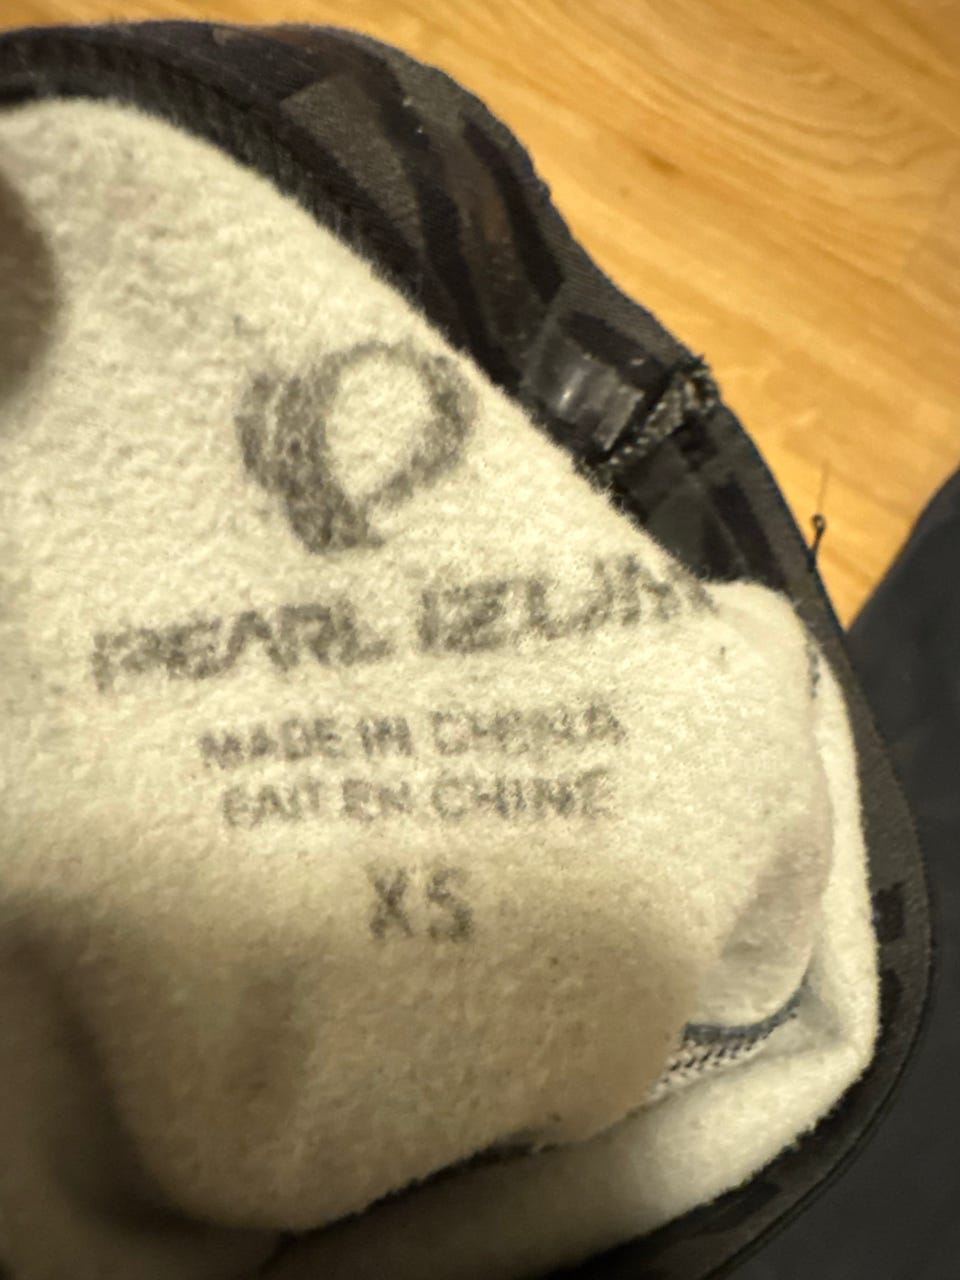 PEARL IZUMI
MADE IN CHINA
FAIT EN CHINE
XS